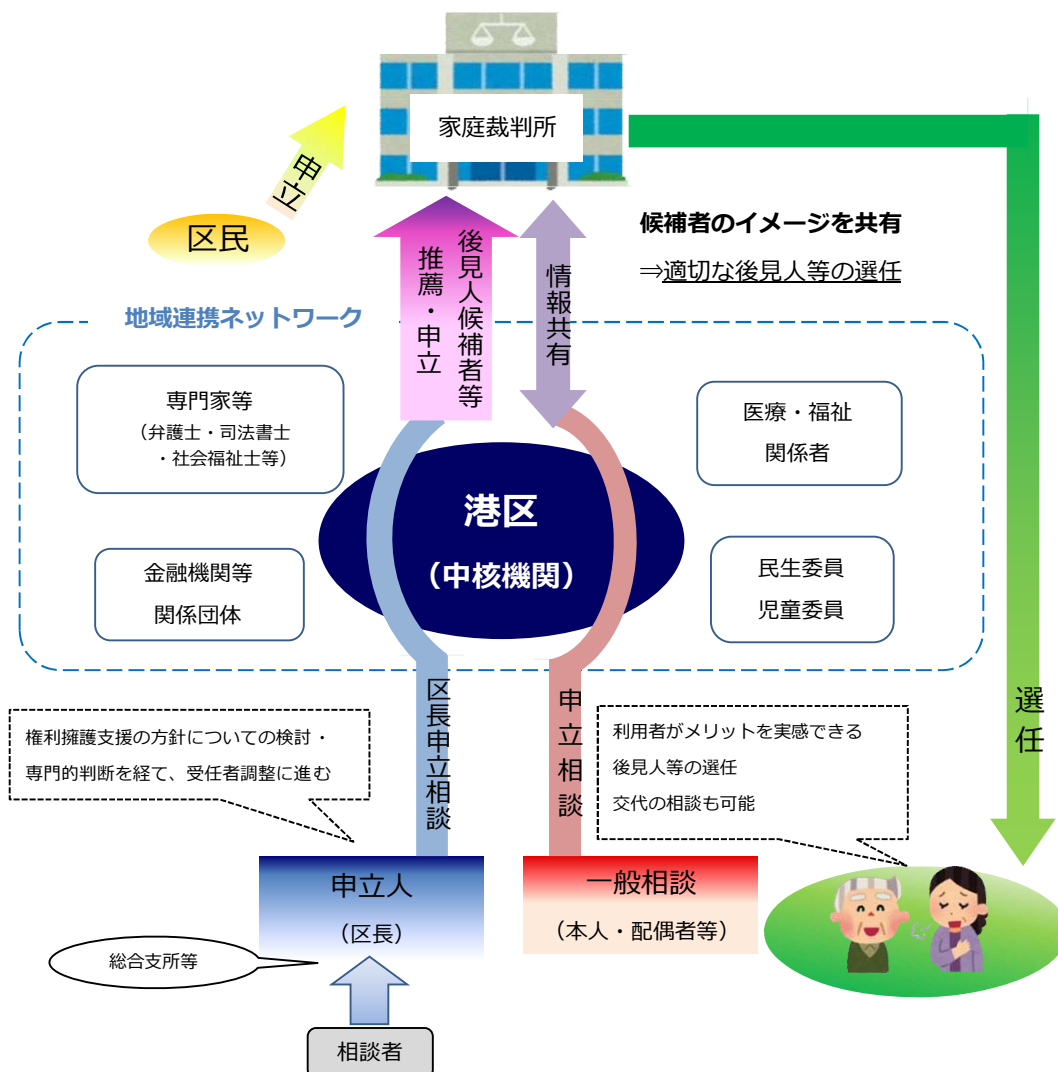 家庭裁判所
申立
区民
候補者のイメージを共有
⇒適切な後見人等の選任
後見人候補者等
推薦・申立
情報共有
地域連携ネットワーク
専門家等
（弁護士・司法書士
・社会福祉士等）
医療・福祉
関係者
港区
（中核機関）
金融機関等
関係団体
民生委員
児童委員
区長申立相談
申立相談
選任
権利擁護支援の方針についての検討・
専門的判断を経て、受任者調整に進む
利用者がメリットを実感できる
後見人等の選任
交代の相談も可能
申立人
（区長）
一般相談
（本人・配偶者等）
総合支所等
相談者